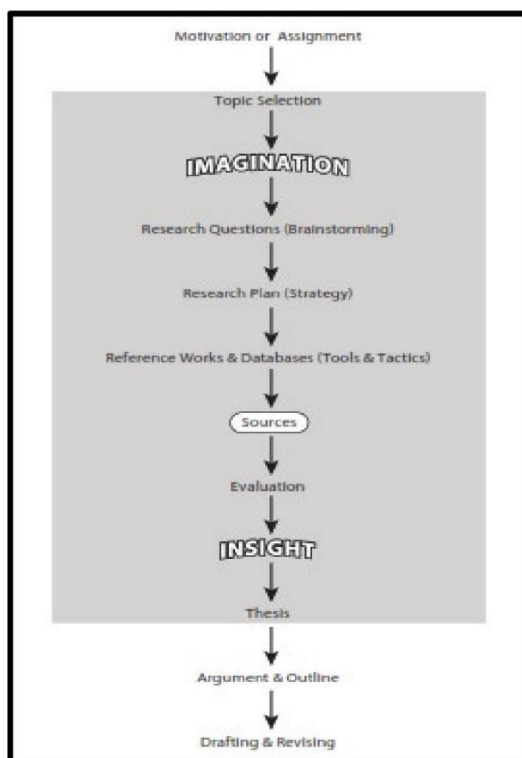 Motivation or Assignment
Topic Selection
IMAGINATION
Research Questions (Brainstorming)
Research Plan (Strategy)
Reference Works & Databases (Tools & Tactics)
Sources
Evaluation
INSIGHT
Thesis
Argument & Outline
Drafting & Revising